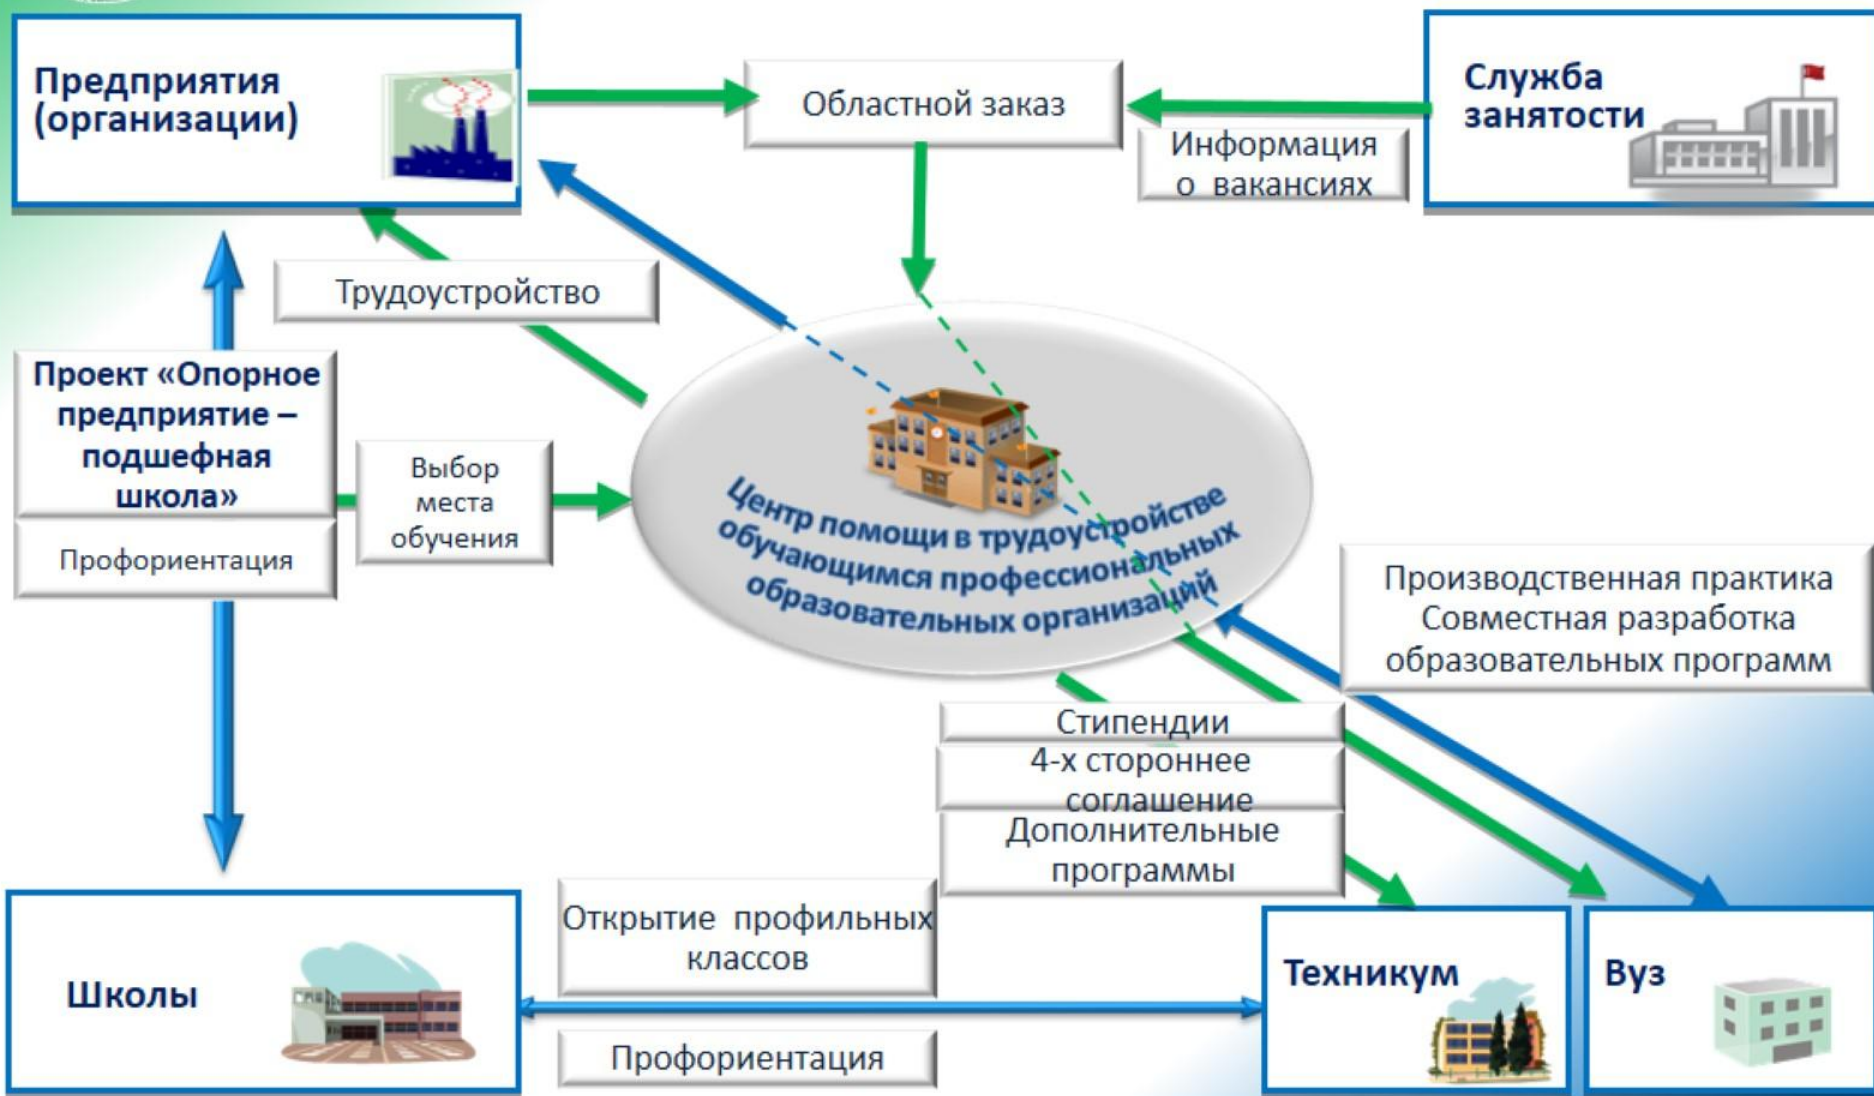 Предприятия
(организации)
Областной заказ
Служба
занятости
Информация
о вакансиях
Трудоустройство
Проект «Опорное
предприятие –
подшефная
школа»
Профориентация
Выбор
места
обучения
Центр помощи в трудоустройстве
обучающимся профессиональных
образовательных организаций
Производственная практика
Совместная разработка
образовательных программ
Стипендии
4-х стороннее
соглашение
Дополнительные
программы
Школы
Открытие профильных
классов
Профориентация
Техникум
Вуз